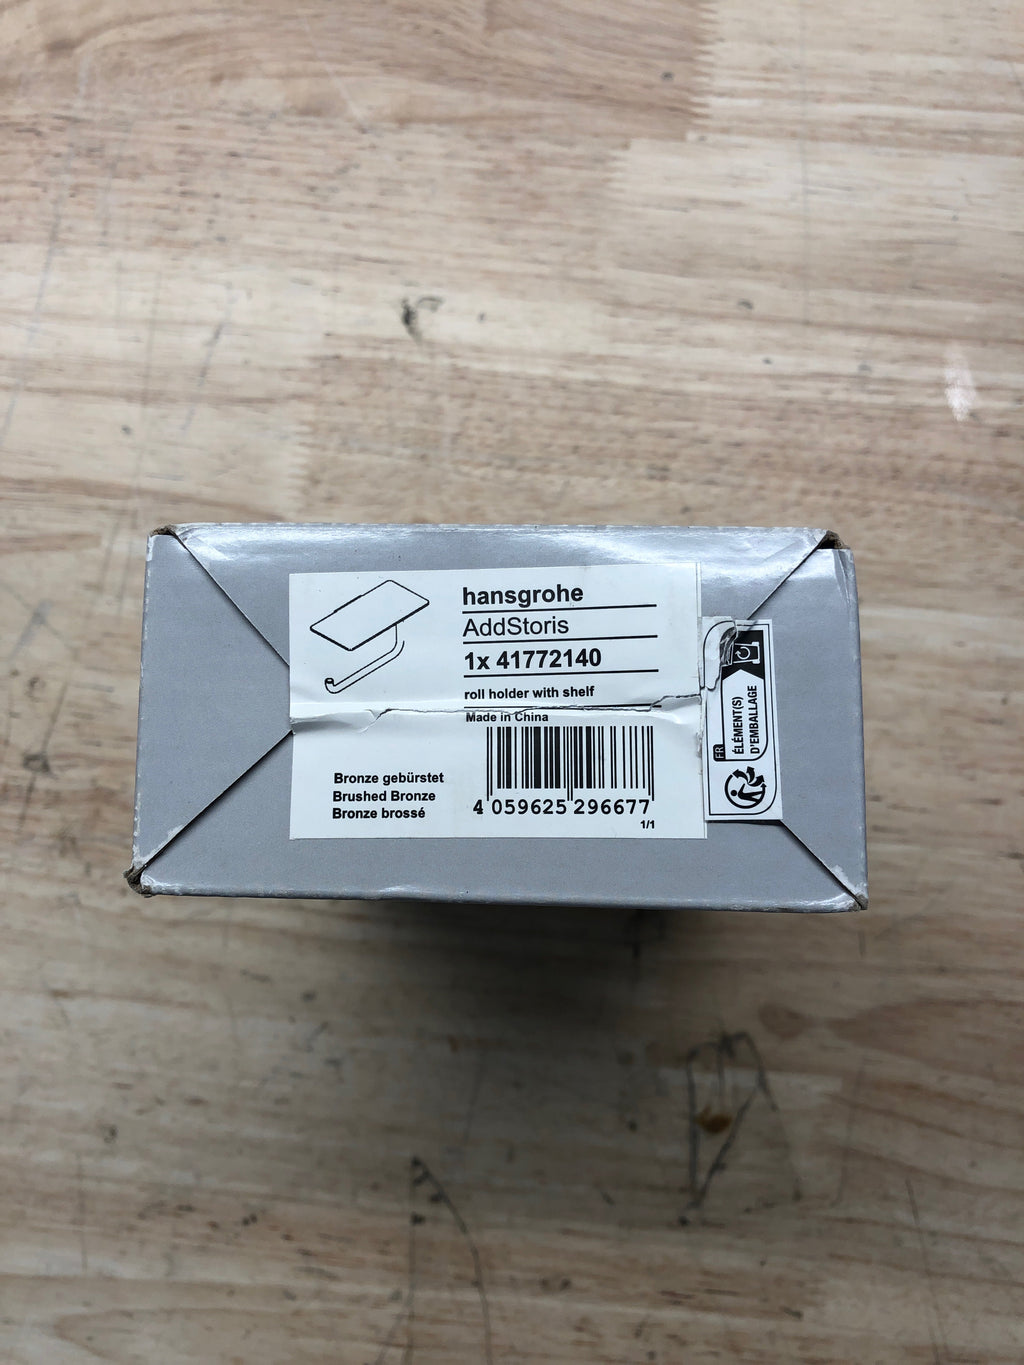 hansgrohe
AddStoris
1x 41772140
roll holder with shelf
Made in China
Bronze gebürstet
Brushed Bronze
Bronze brossé
4 059625 296677
1/1
FR
ÉLÉMENT(S)
D'EMBALLAGE